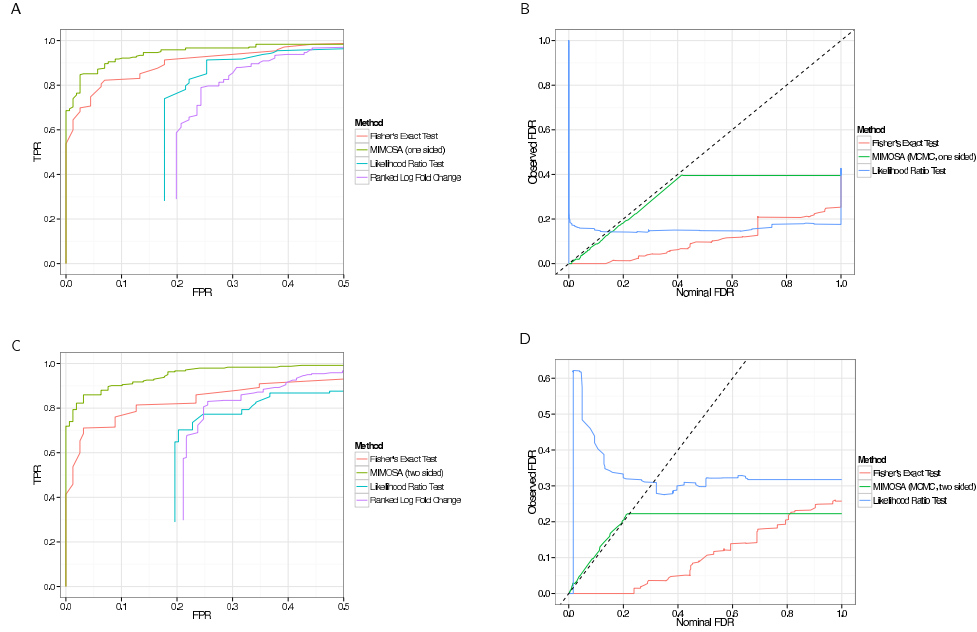 A
1.0
0.8
0.6
0.4
0.2
0.0
TPR
0.0 0.1 0.2 0.3 0.4 0.5
FPR
Method
Fisher's Exact Test
MIMOSA (one sided)
Likelihood Ratio Test
Ranked Log Fold Change
B
1.0
0.8
0.6
0.4
0.2
0.0
Observed FDR
0.0 0.2 0.4 0.6 0.8 1.0
Nominal FDR
Method
Fisher's Exact Test
MIMOSA (MCMC, one sided)
Likelihood Ratio Test
C
1.0
0.8
0.6
0.4
0.2
0.0
TPR
0.0 0.1 0.2 0.3 0.4 0.5
FPR
Method
Fisher's Exact Test
MIMOSA (two sided)
Likelihood Ratio Test
Ranked Log Fold Change
D
0.6
0.5
0.4
0.3
0.2
0.1
0.0
Observed FDR
0.0 0.2 0.4 0.6 0.8 1.0
Nominal FDR
Method
Fisher's Exact Test
MIMOSA (MCMC, two sided)
Likelihood Ratio Test